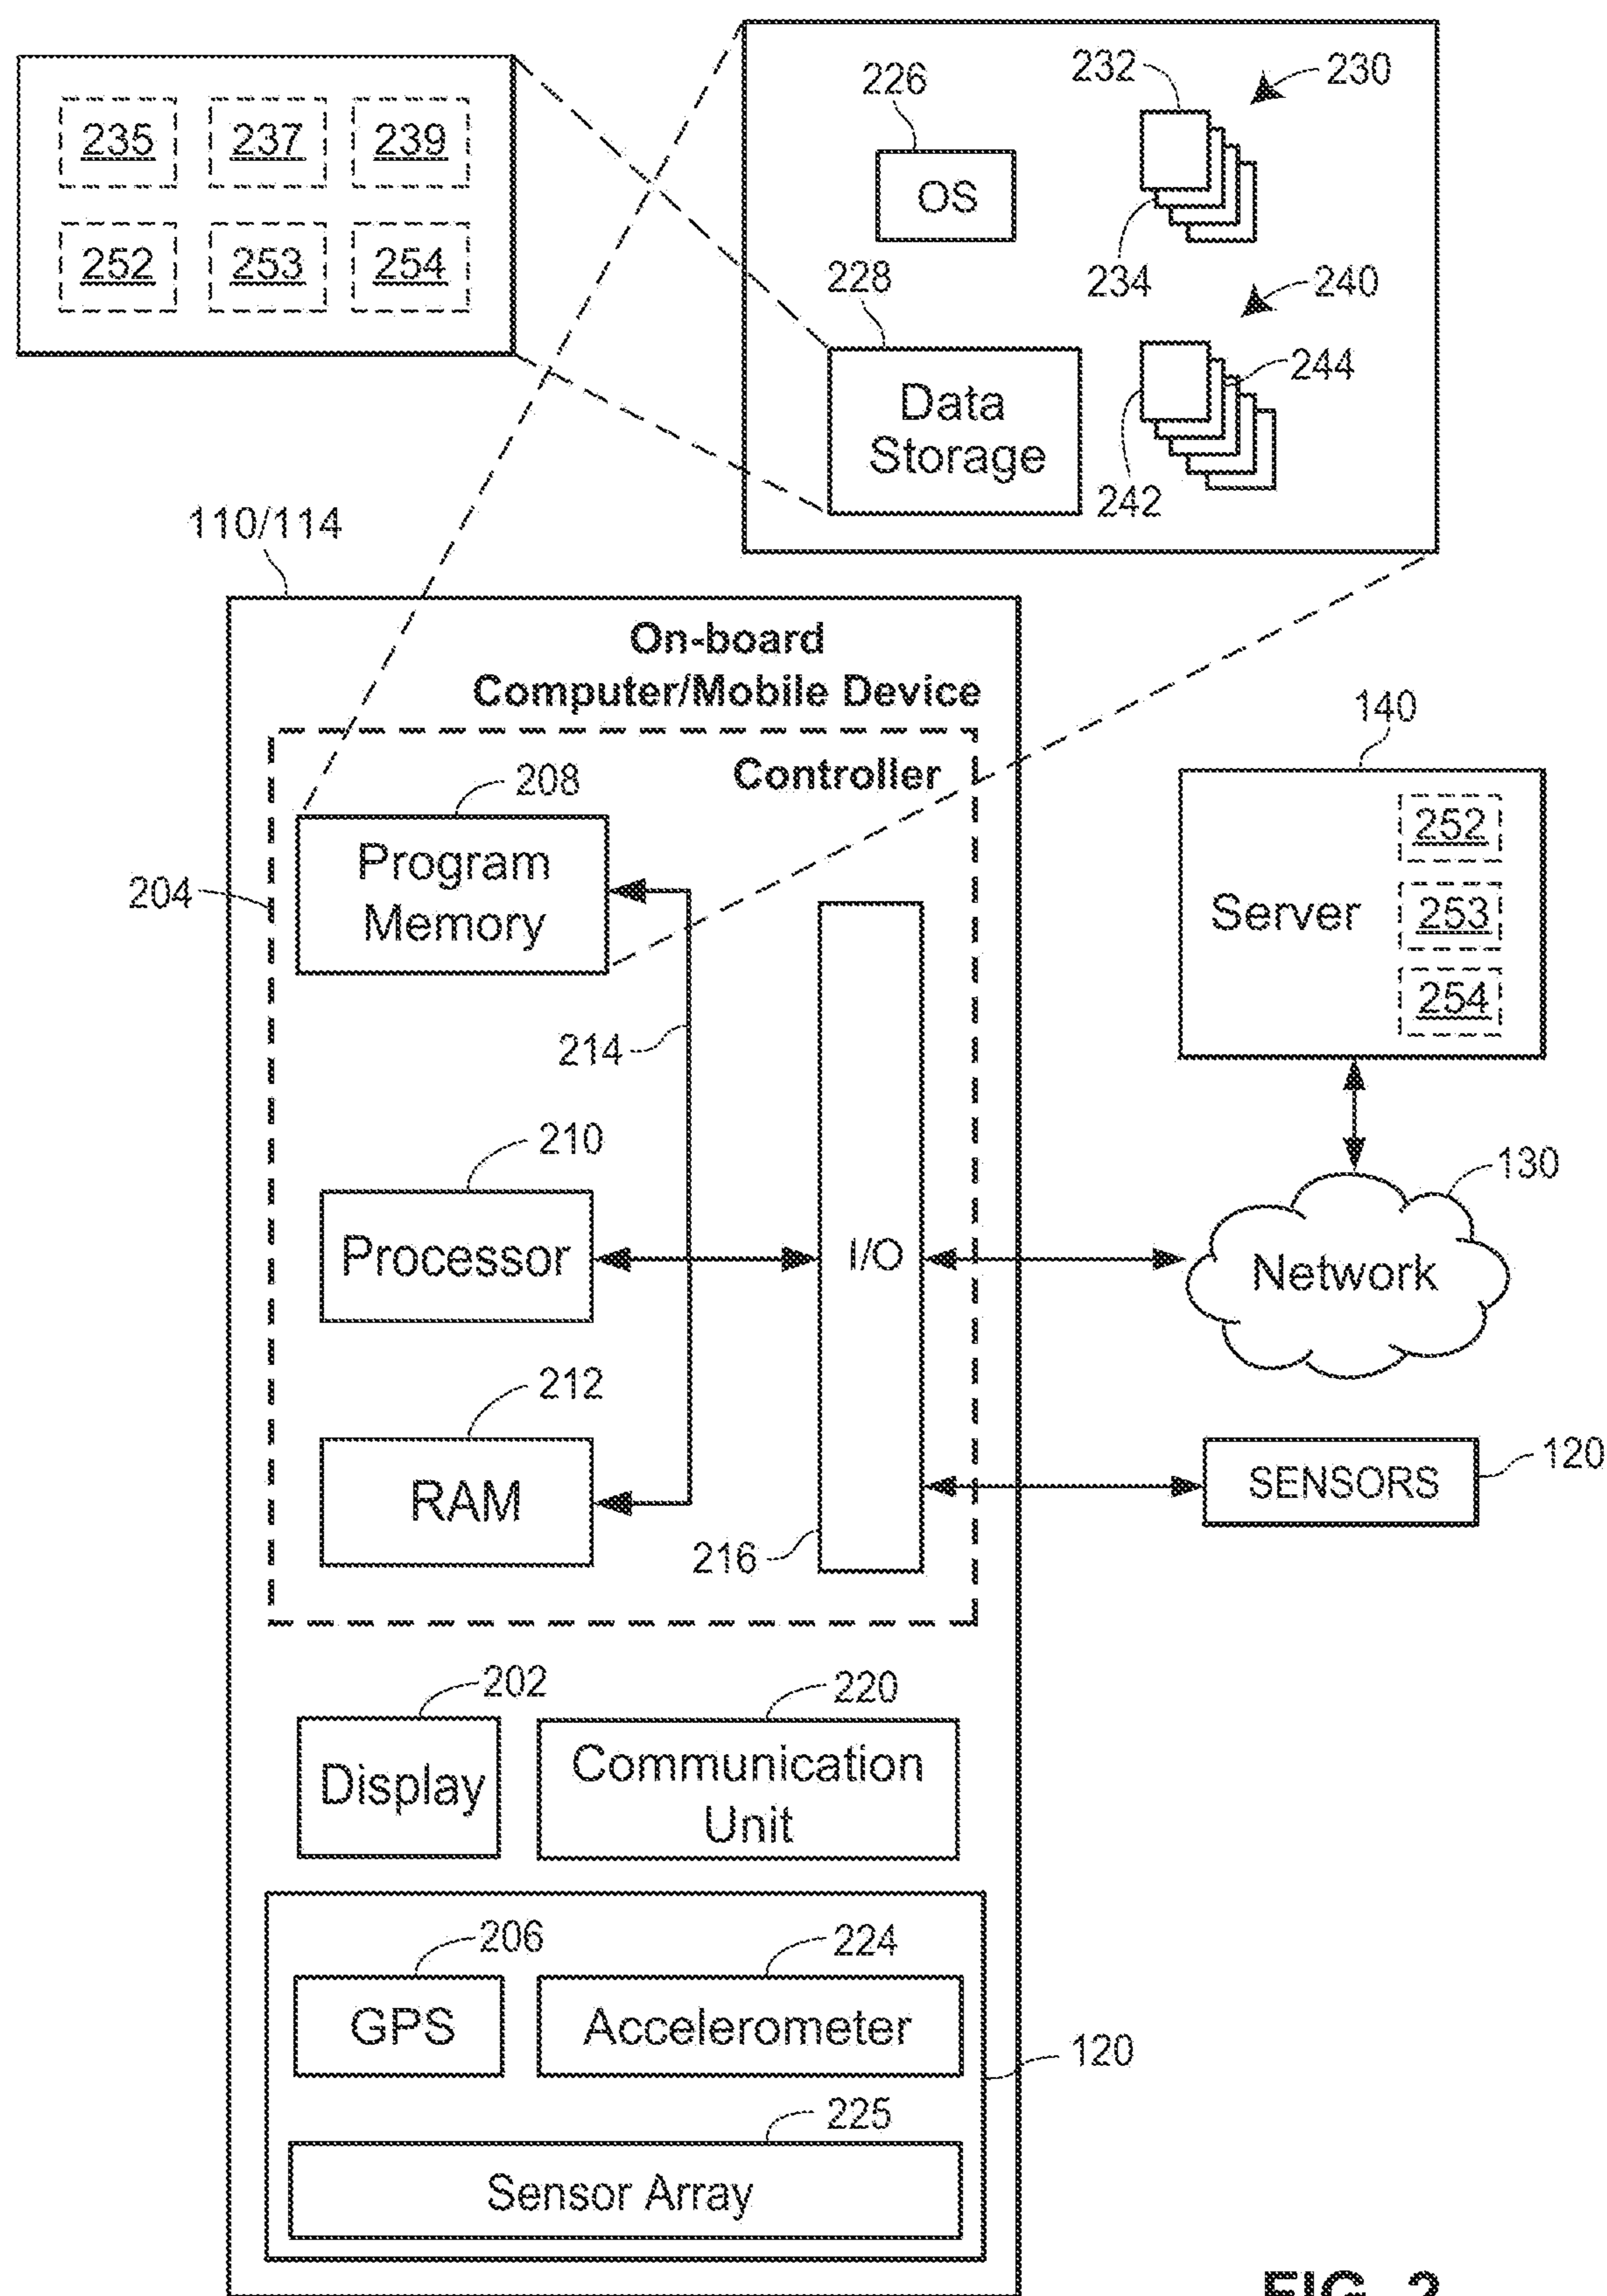 235 237 239
252 253 254
226
232
230
OS
234
228
240
244
Data
Storage
242
110/114
On-board
Computer/Mobile Device
Controller
208
Program
Memory
204
140
252
Server
253
254
214
210
Processor
I/O
130
Network
212
RAM
SENSORS
120
216
202
220
Display
Communication
Unit
206
224
GPS
Accelerometer
120
225
Sensor Array
FIG. 2